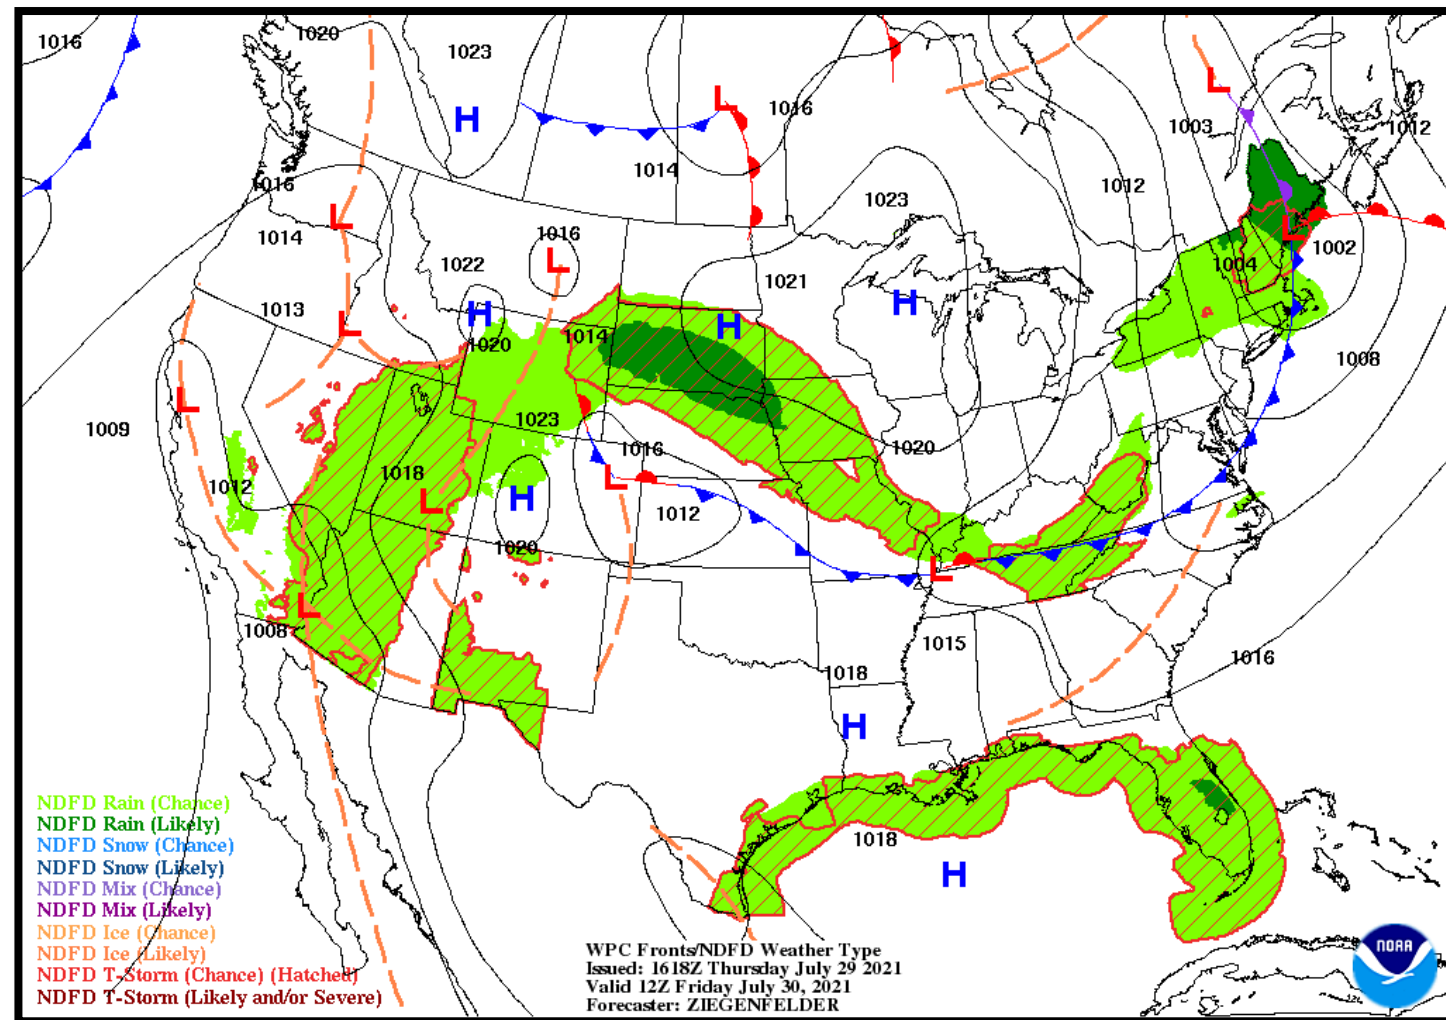 1016
1020
1023
H
L
1016
L
1003
1012
1016
1014
1012
L
1023
L
1014
1016
1022
L
1021
L
1002
1004
1013
H
H
H
L
1020
1014
1008
L
1023
1009
1016
1020
1018
1012
L
H
L
1012
1020
L
L
1008
1015
1016
1018
H
1018
H
NDFD Rain (Chance)
NDFD Rain (Likely)
NDFD Snow (Chance)
NDFD Snow (Likely)
NDFD Mix (Chance)
NDFD Mix (Likely)
NDFD Ice (Chance)
NDFD Ice (Likely)
NDFD T-Storm (Chance) (Hatched)
NDFD T-Storm (Likely and/or Severe)
WPC Fronts/NDFD Weather Type
Issued: 1618Z Thursday July 29 2021
Valid 12Z Friday July 30, 2021
Forecaster: ZIEGENFELDER
NOAA